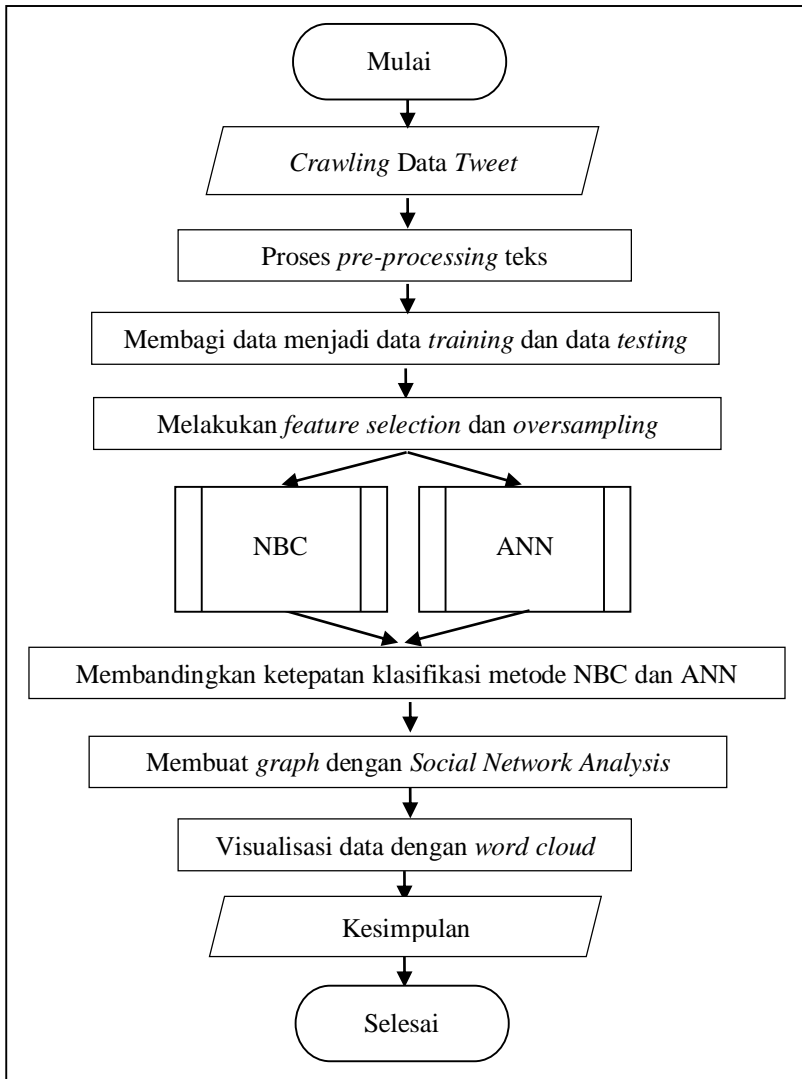 Mulai
Crawling Data Tweet
Proses pre-processing teks
Membagi data menjadi data training dan data testing
Melakukan feature selection dan oversampling
NBC
ANN
Membandingkan ketepatan klasifikasi metode NBC dan ANN
Membuat graph dengan Social Network Analysis
Visualisasi data dengan word cloud
Kesimpulan
Selesai